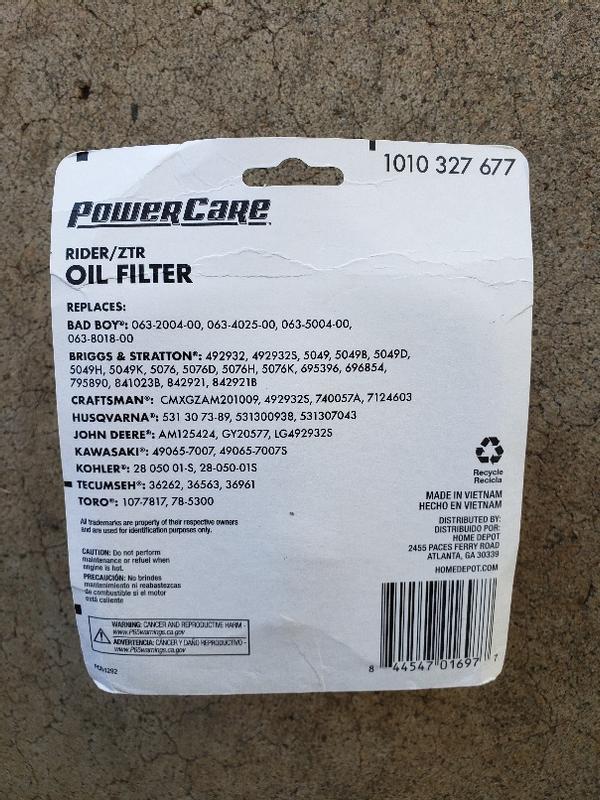 1010 327 677
PowerCare
RIDER/ZTR
OIL FILTER
REPLACES:
BAD BOY®: 063-2004-00, 063-4025-00, 063-5004-00,
063-8018-00
BRIGGS & STRATTON®: 492932, 492932S, 5049, 5049B, 5049D,
5049H, 5049K, 5076, 5076D, 5076H, 5076K, 695396, 696854,
795890, 841023B, 842921, 842921B
CRAFTSMAN®: CMXGZAM201009, 492932S, 740057A, 7124603
HUSQVARNA®: 531 30 73-89, 531300938, 531307043
JOHN DEERE®: AM125424, GY20577, LG492932S
KAWASAKI®: 49065-7007, 49065-7007S
KOHLER®: 28 050 01-S, 28-050-01S
TECUMSEH®: 36262, 36563, 36961
TORO®: 107-7817, 78-5300
All trademarks are property of their respective owners
and are used for identification purposes only.
CAUTION: Do not perform
maintenance or refuel when
engine is hot.
PRECAUCIÓN: No brindes
mantenimiento ni reabastezcas
de combustible si el motor
está caliente
WARNING: CANCER AND REPRODUCTIVE HARM -
www.P65warnings.ca.gov
ADVERTENCIA: CÁNCER Y DAÑO REPRODUCTIVO -
www.P65warnings.ca.gov
Recycle
Recicla
MADE IN VIETNAM
HECHO EN VIETNAM
DISTRIBUTED BY:
DISTRIBUIDO POR:
HOME DEPOT
2455 PACES FERRY ROAD
ATLANTA, GA 30339
HOMEDEPOT.COM
8 44547 01697 7